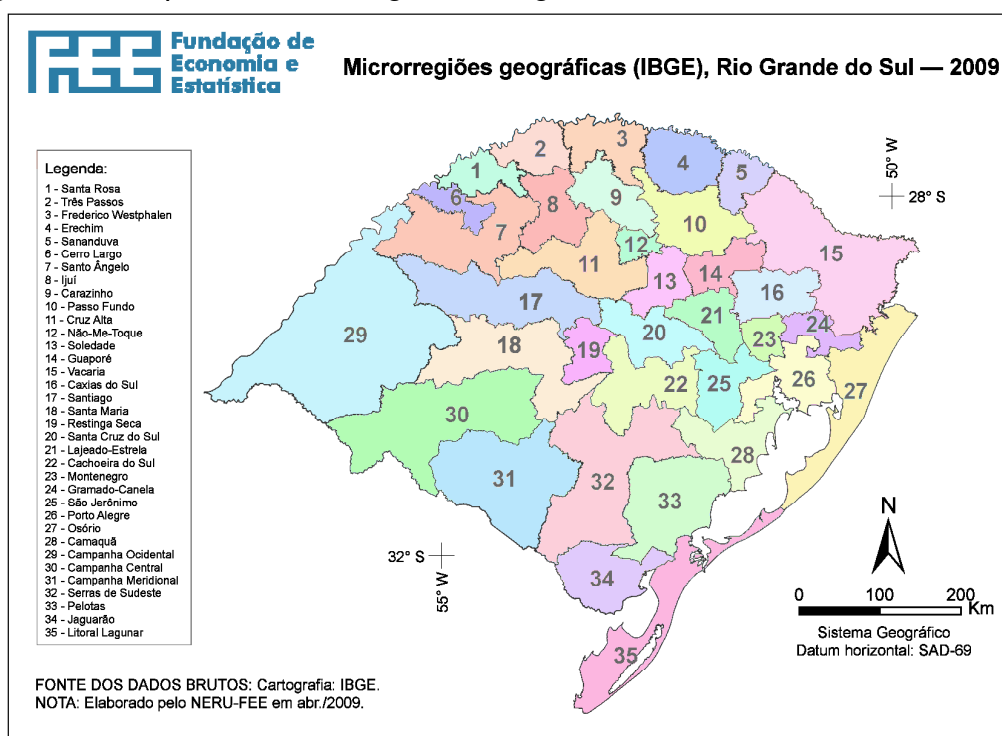 Fundação de
Economia e
Estatística
Microrregiões geográficas (IBGE), Rio Grande do Sul — 2009
Legenda:
1 - Santa Rosa
2 - Três Passos
3 - Frederico Westphalen
4 - Erechim
5 - Sananduva
6 - Cerro Largo
7 - Santo Ângelo
8 - Ijuí
9 - Carazinho
10 - Passo Fundo
11 - Cruz Alta
12 - Não-Me-Toque
13 - Soledade
14 - Guaporé
15 - Vacaria
16 - Caxias do Sul
17 - Santiago
18 - Santa Maria
19 - Restinga Seca
20 - Santa Cruz do Sul
21 - Lajeado-Estrela
22 - Cachoeira do Sul
23 - Montenegro
24 - Gramado-Canela
25 - São Jerônimo
26 - Porto Alegre
27 - Osório
28 - Camaquã
29 - Campanha Ocidental
30 - Campanha Central
31 - Campanha Meridional
32 - Serras de Sudeste
33 - Pelotas
34 - Jaguarão
35 - Litoral Lagunar
1
2
3
4
5
6
7
8
9
10
11
12
13
14
15
16
17
18
19
20
21
22
23
24
25
26
27
28
29
30
31
32
33
34
35
50° W
28° S
32° S
55° W
N
0 100 200
Km
Sistema Geográfico
Datum horizontal: SAD-69
FONTE DOS DADOS BRUTOS: Cartografia: IBGE.
NOTA: Elaborado pelo NERU-FEE em abr./2009.